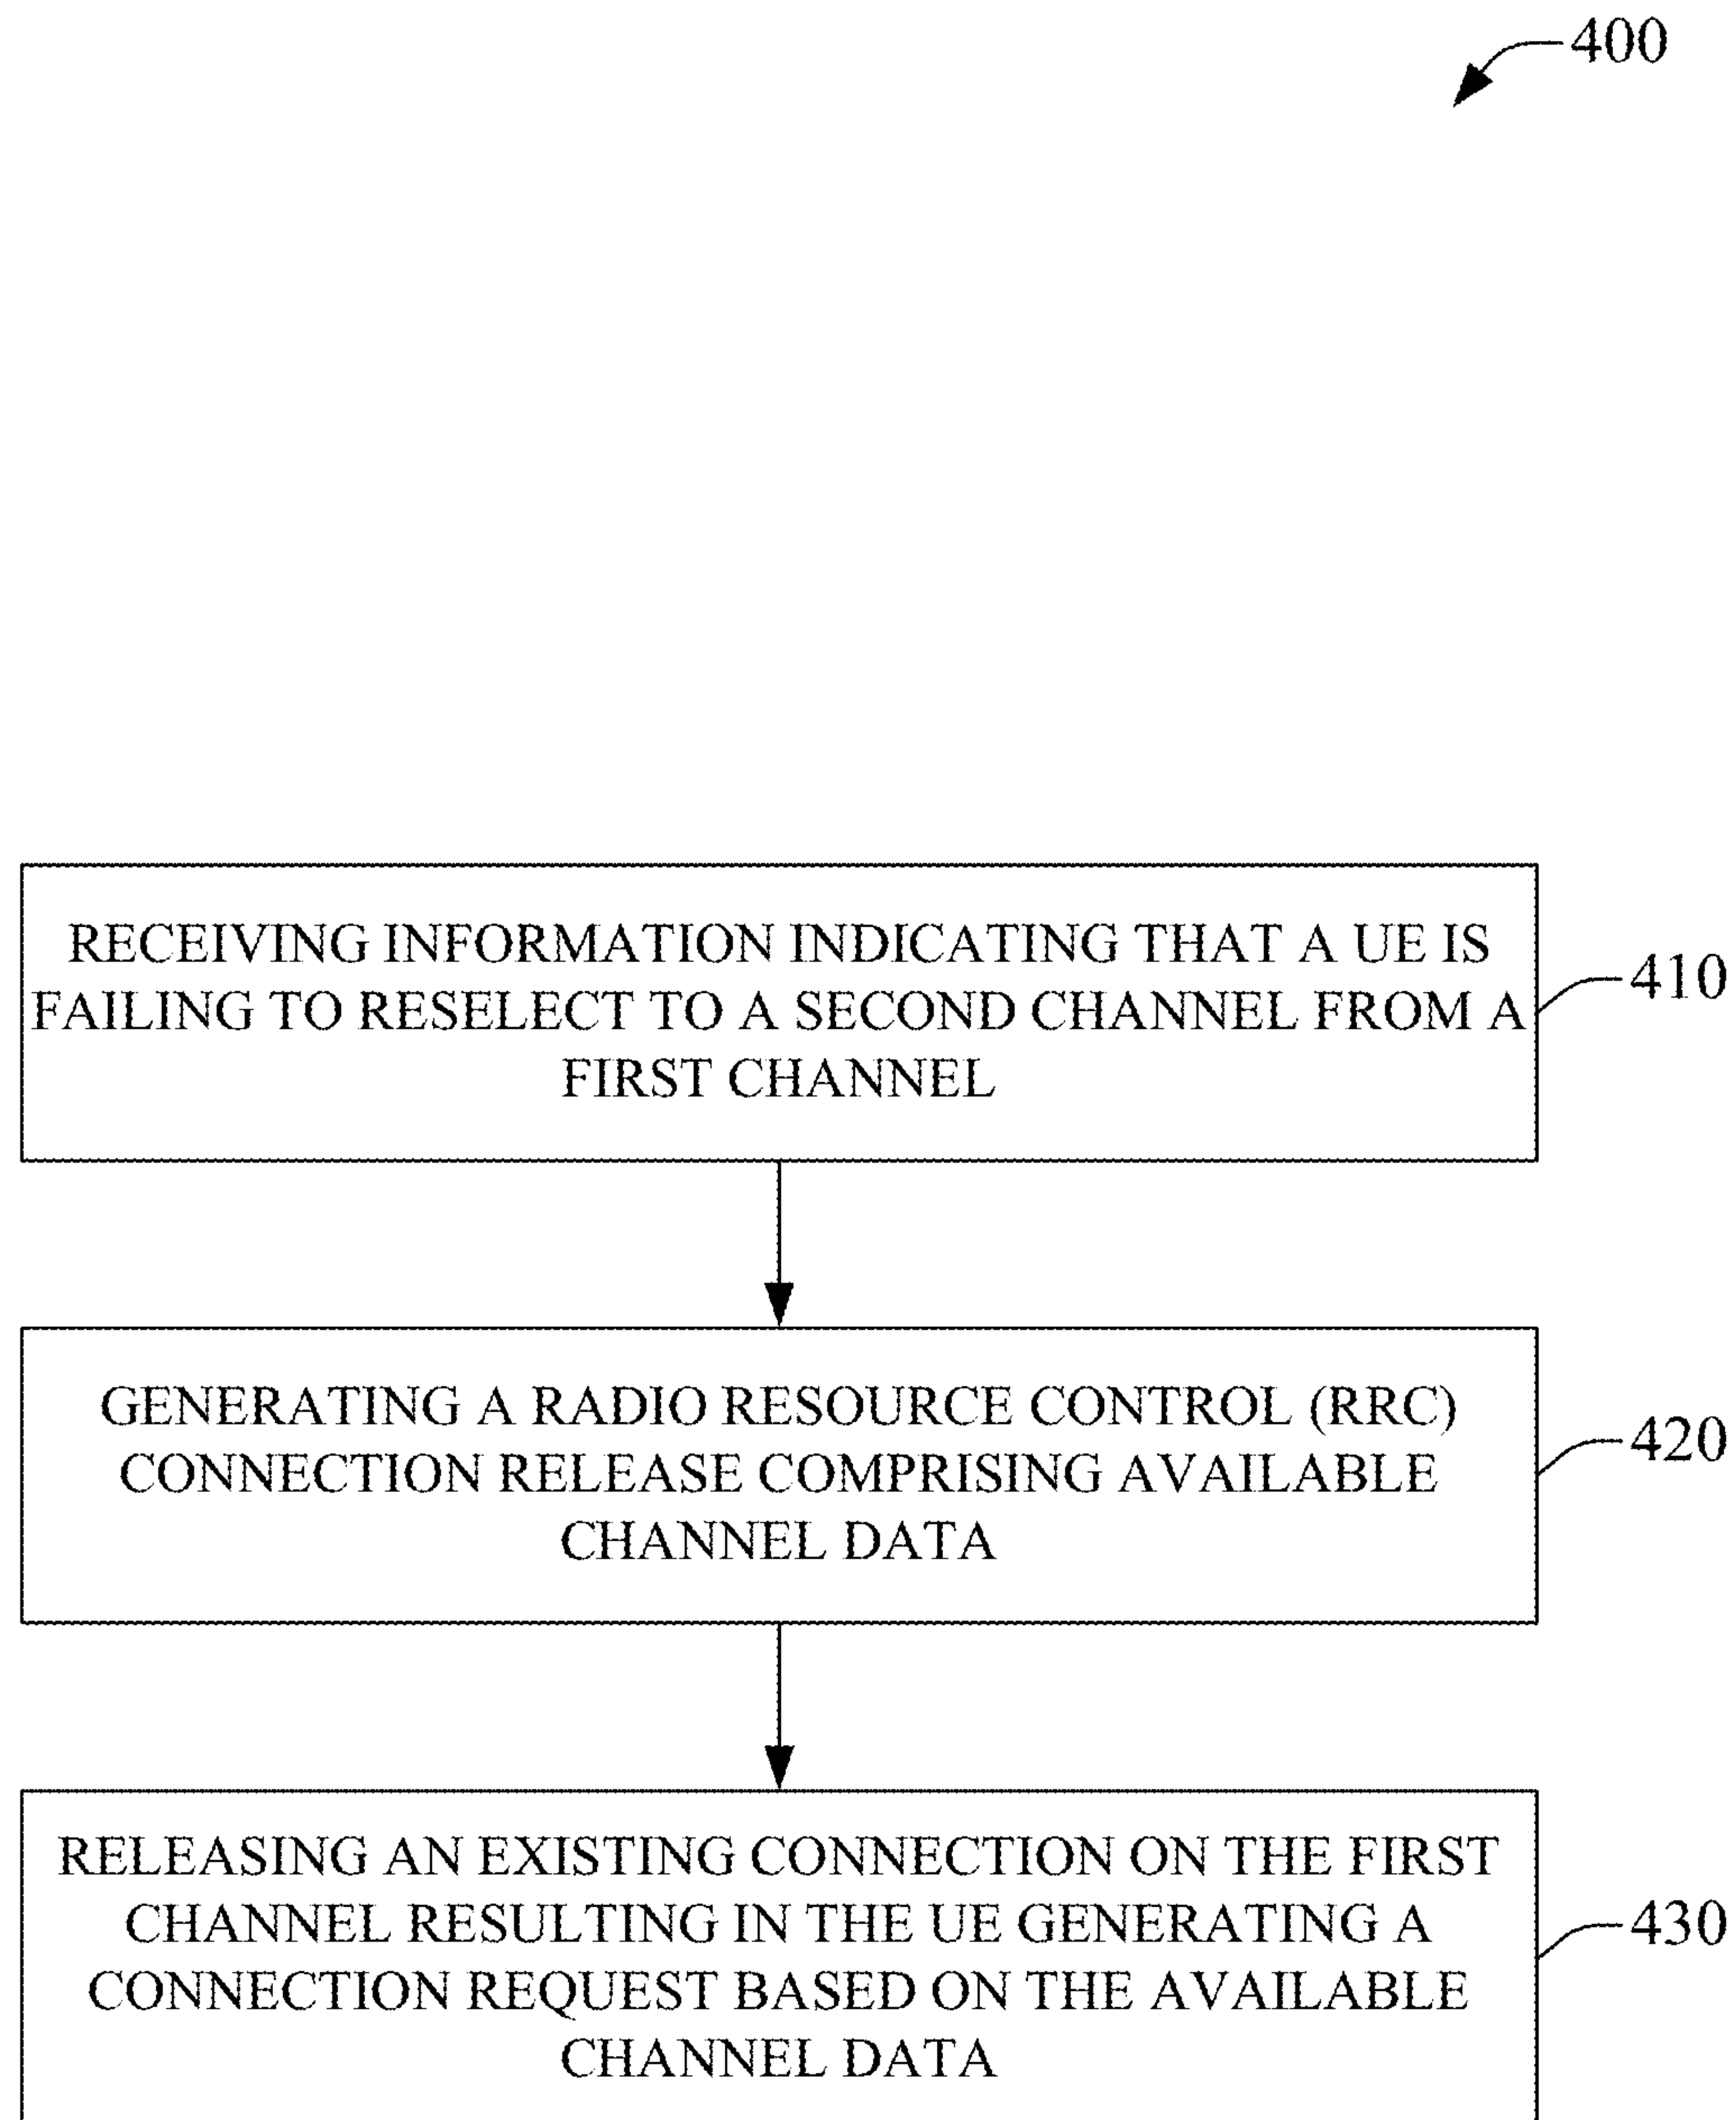 400
RECEIVING INFORMATION INDICATING THAT A UE IS
FAILING TO RESELECT TO A SECOND CHANNEL FROM A
FIRST CHANNEL
410
GENERATING A RADIO RESOURCE CONTROL (RRC)
CONNECTION RELEASE COMPRISING AVAILABLE
CHANNEL DATA
420
RELEASING AN EXISTING CONNECTION ON THE FIRST
CHANNEL RESULTING IN THE UE GENERATING A
CONNECTION REQUEST BASED ON THE AVAILABLE
CHANNEL DATA
430